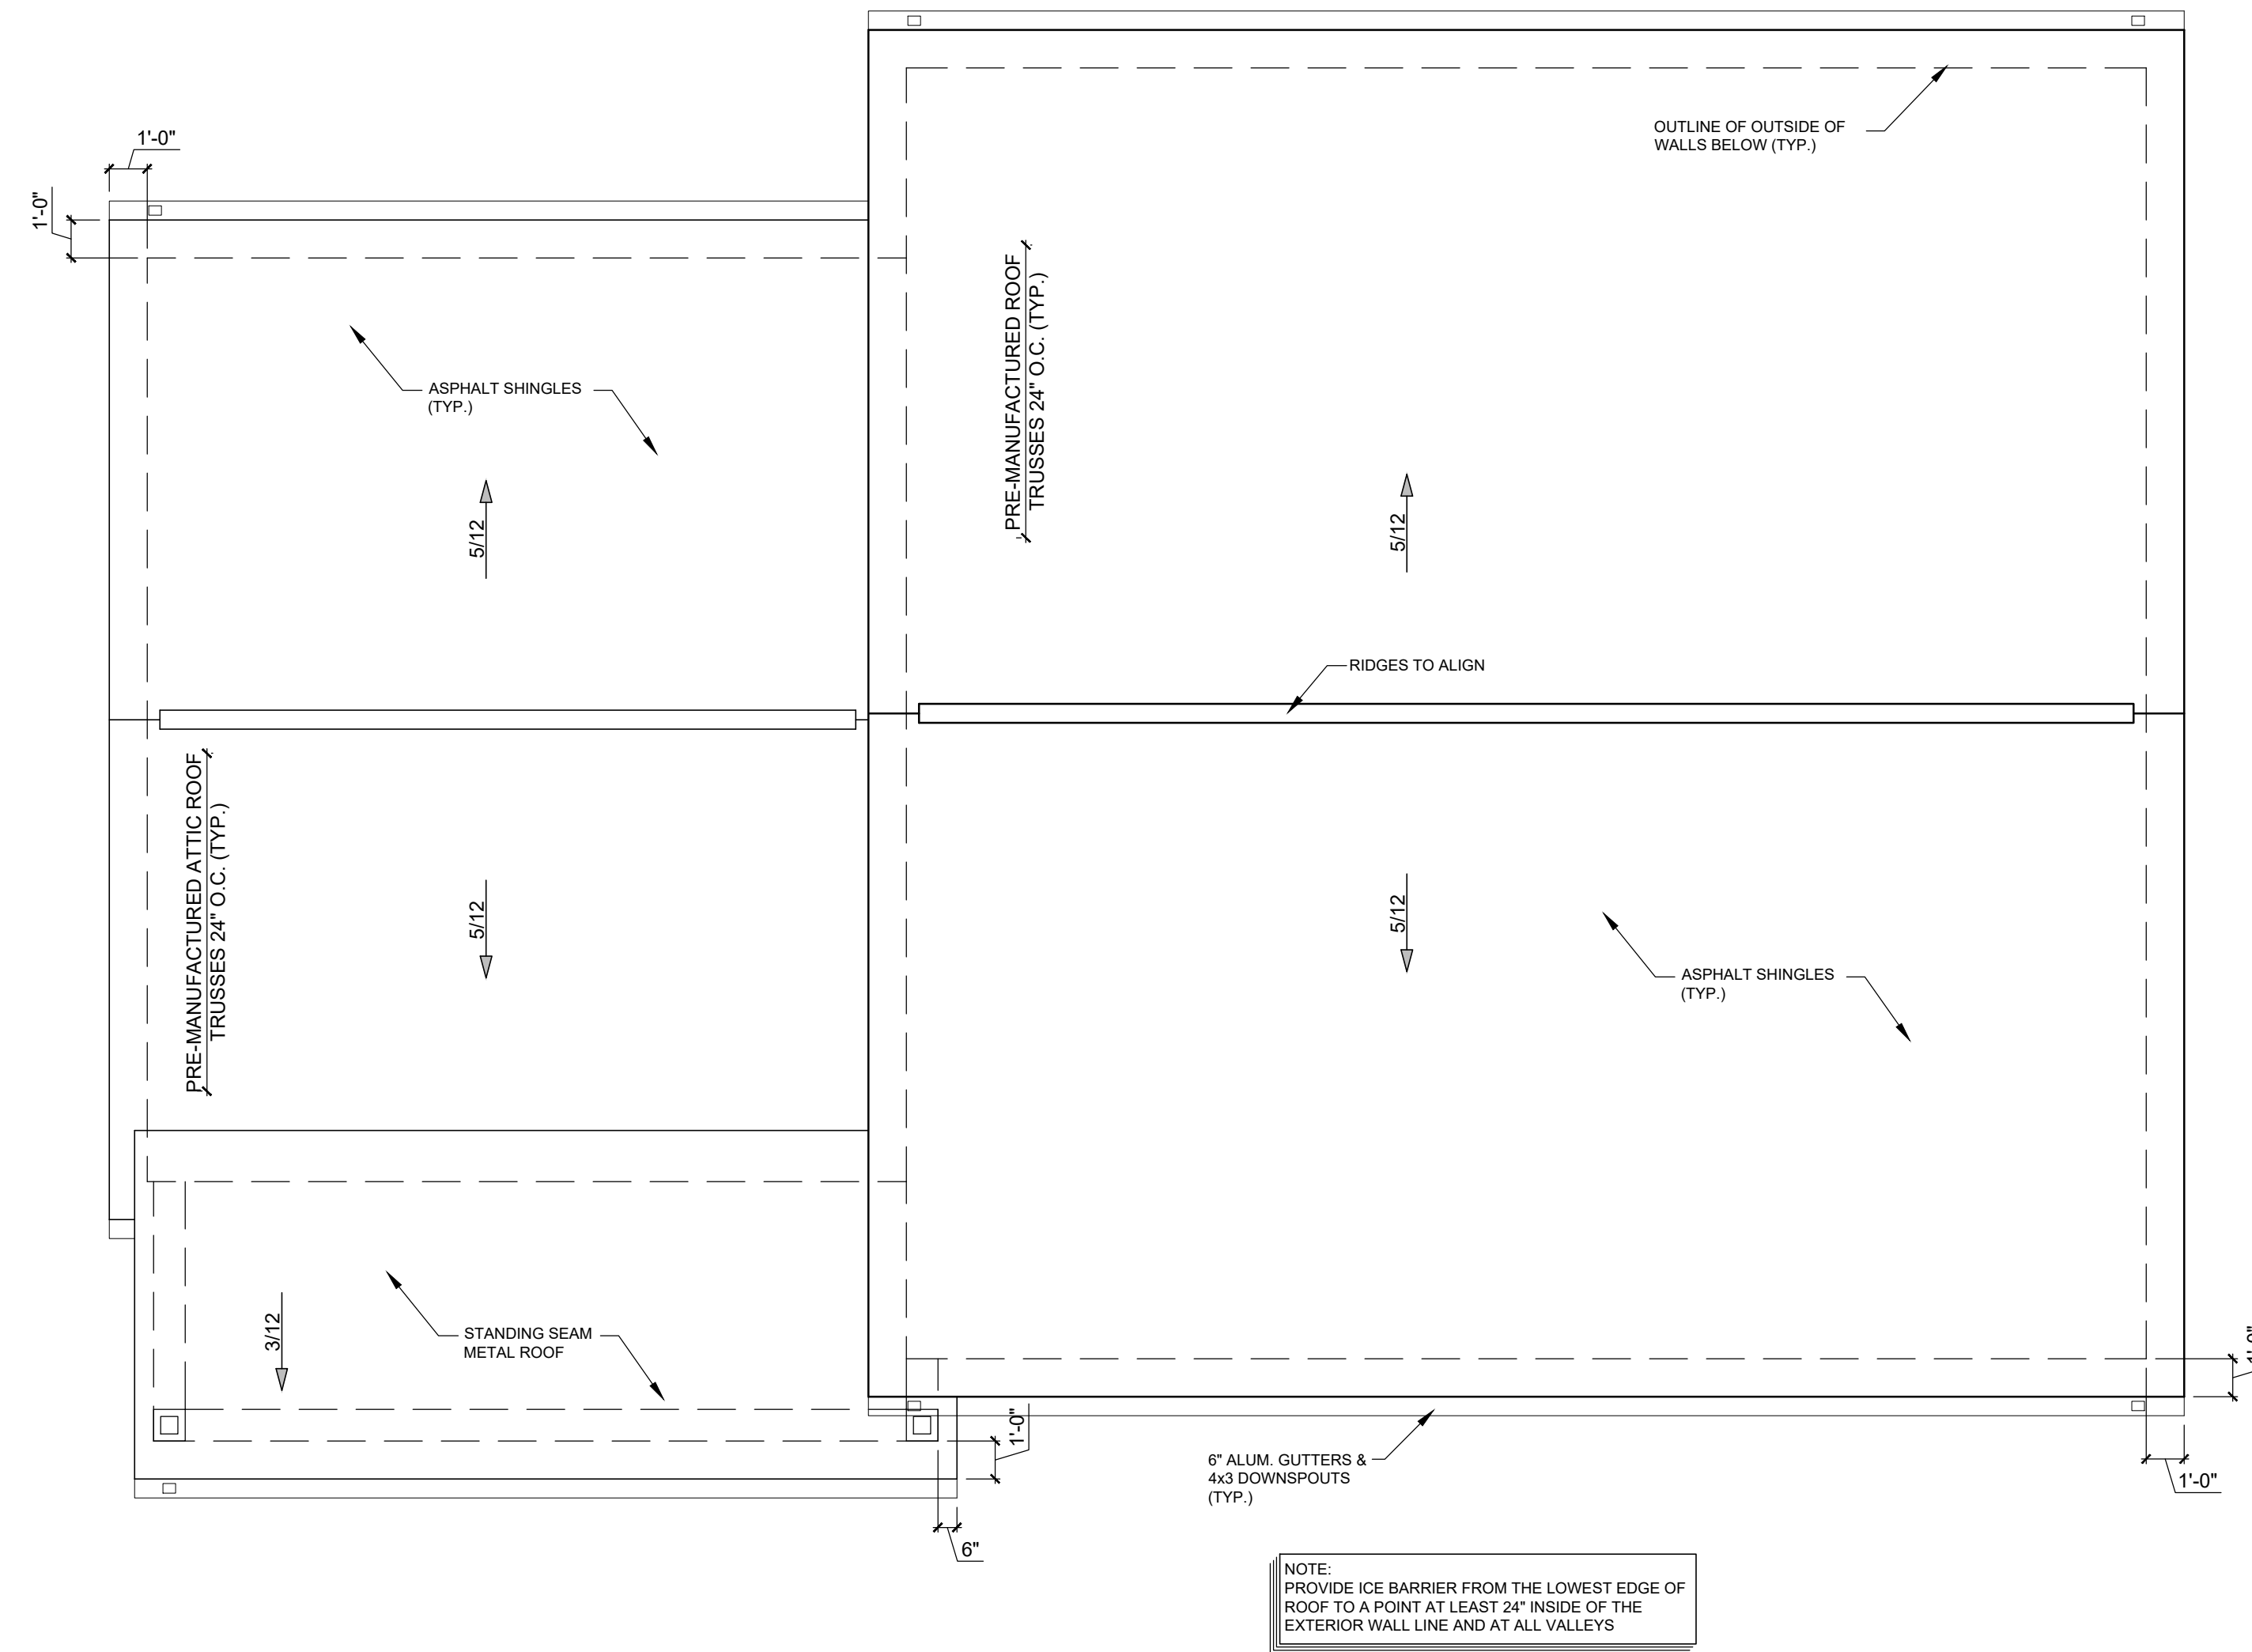 OUTLINE OF OUTSIDE OF
WALLS BELOW (TYP.)
1'-0"
1'-0"
PRE-MANUFACTURED ROOF
TRUSSES 24" O.C. (TYP.)
ASPHALT SHINGLES
(TYP.)
5/12
5/12
RIDGES TO ALIGN
PRE-MANUFACTURED ATTIC ROOF
TRUSSES 24" O.C. (TYP.)
5/12
5/12
ASPHALT SHINGLES
(TYP.)
3/12
STANDING SEAM
METAL ROOF
1'-0"
1'-0"
6" ALUM. GUTTERS &
4x3 DOWNSPOUTS
(TYP.)
1'-0"
6"
NOTE:
PROVIDE ICE BARRIER FROM THE LOWEST EDGE OF
ROOF TO A POINT AT LEAST 24" INSIDE OF THE
EXTERIOR WALL LINE AND AT ALL VALLEYS